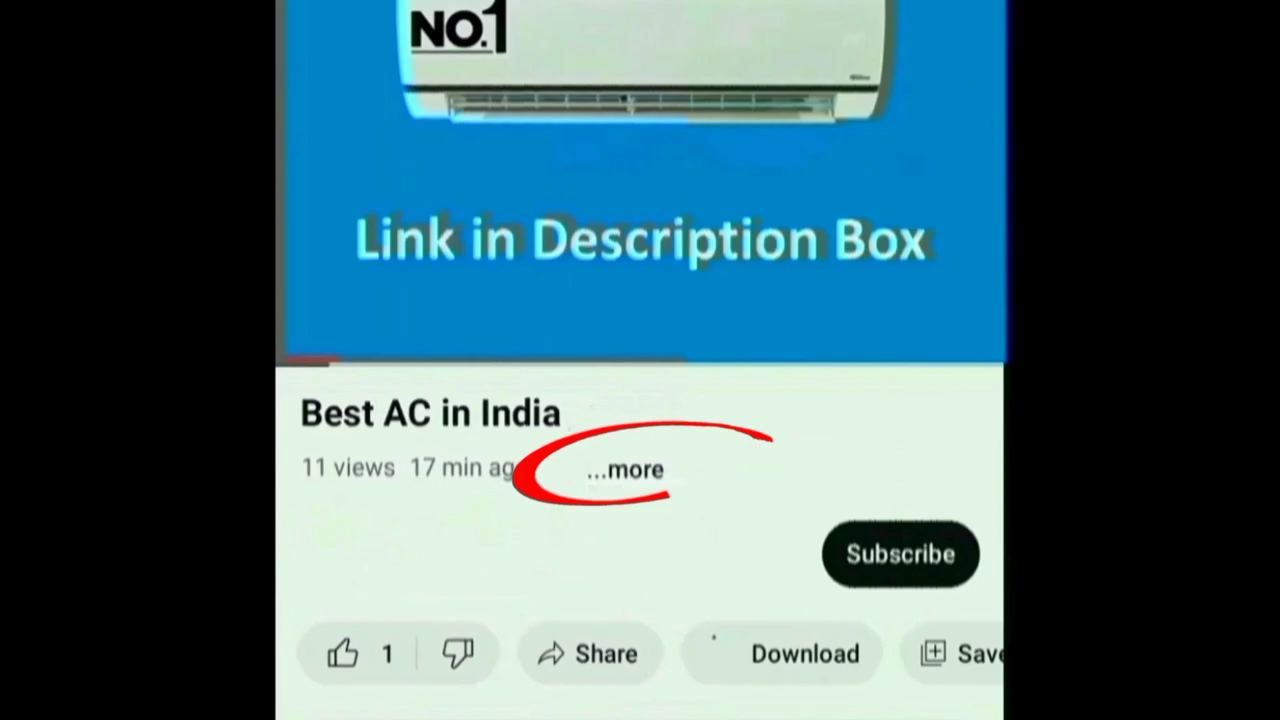 NO.1
Link in Description Box
Best AC in India
11 views 17 min ag
...more
Subscribe
1
Share
Download
Save